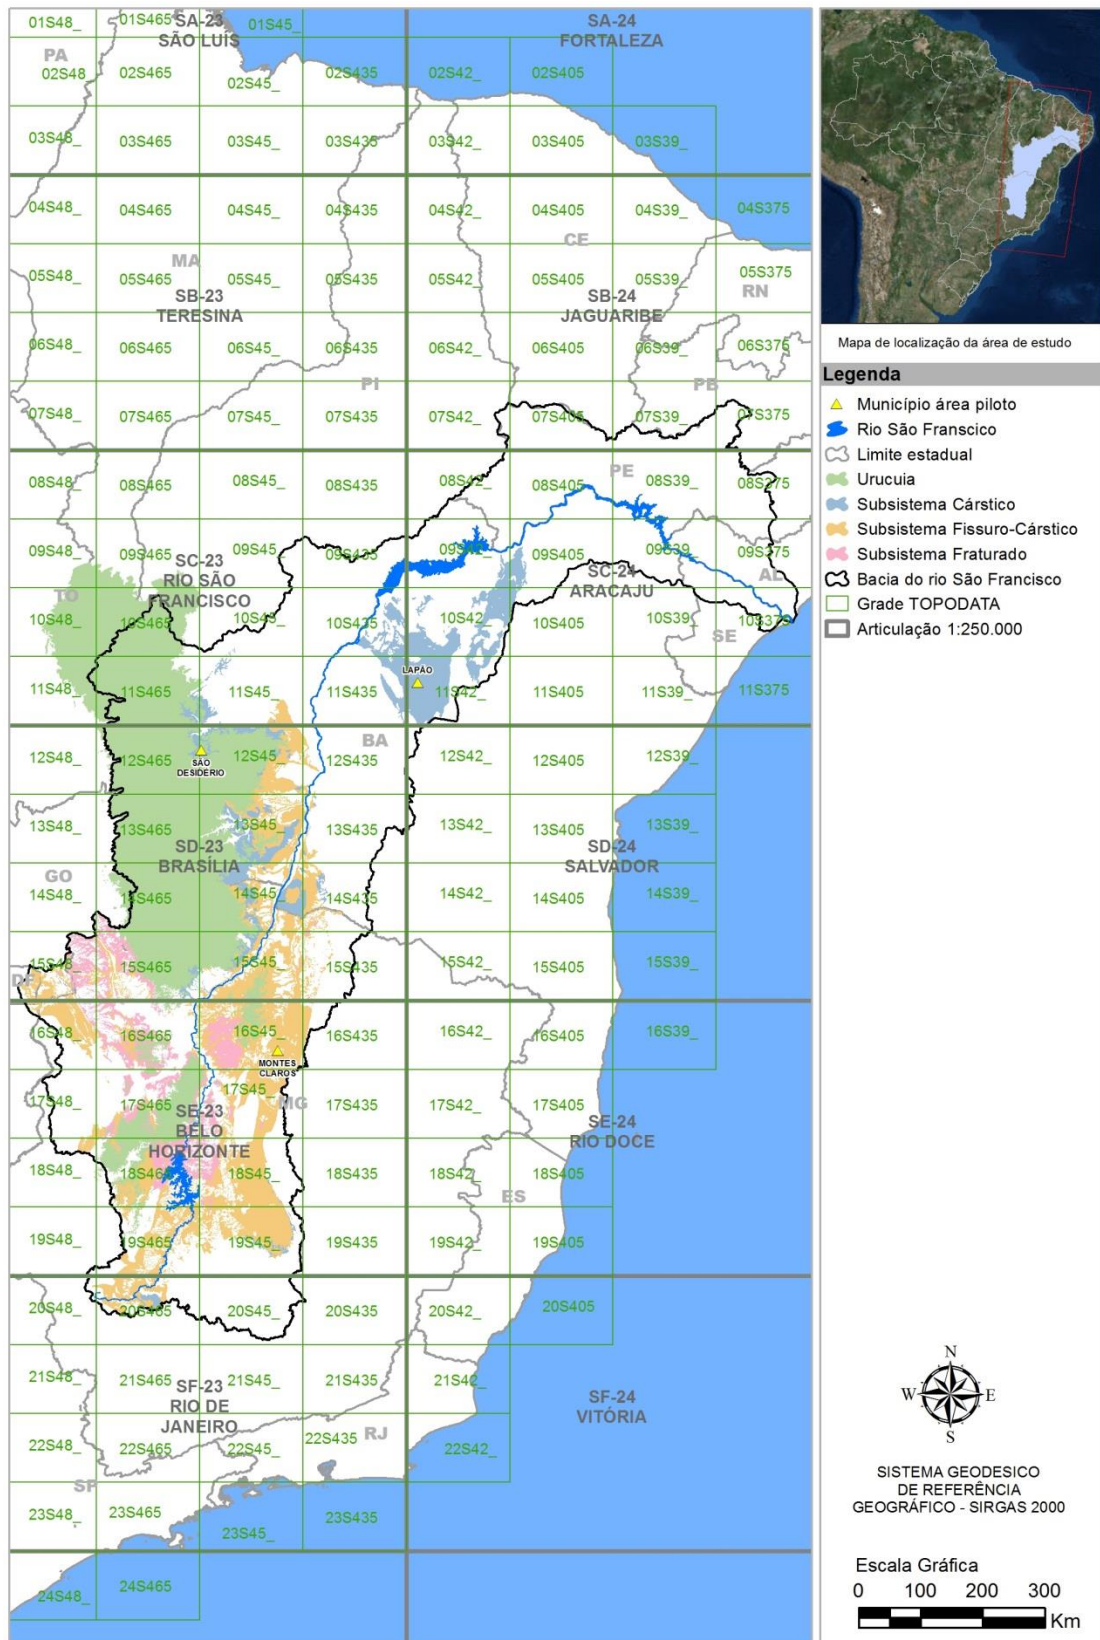 01S48_ 01S465 01S45_
SA-23
SÃO LUÍS
SA-24
FORTALEZA
PA
02S48_ 02S465 02S45_ 02S435 02S42_ 02S405
03S48_ 03S465 03S45_ 03S435 03S42_ 03S405 03S39_
04S48_ 04S465 04S45_ 04S435 04S42_ 04S405 04S39_ 04S375
CE
MA
05S48_ 05S465 05S45_ 05S435 05S42_ 05S405 05S39_ 05S375
RN
SB-23
TERESINA
SB-24
JAGUARIBE
06S48_ 06S465 06S45_ 06S435 06S42_ 06S405 06S39_ 06S375
PI
PB
07S48_ 07S465 07S45_ 07S435 07S42_ 07S405 07S39_ 07S375
PE
08S48_ 08S465 08S45_ 08S435 08S42_ 08S405 08S39_ 08S375
09S48_ 09S465 09S45_ 09S435 09S42_ 09S405 09S39_ 09S375
SC-23
RIO SÃO
FRANCISCO
SC-24
ARACAJU
AL
TO
10S48_ 10S465 10S45_ 10S435 10S42_ 10S405 10S39_ 10S375
SE
LAPÃO
11S48_ 11S465 11S45_ 11S435 11S42_ 11S405 11S39_ 11S375
BA
12S48_ 12S465 12S45_ 12S435 12S42_ 12S405 12S39_
SÃO
DESIDÉRIO
13S48_ 13S465 13S45_ 13S435 13S42_ 13S405 13S39_
SD-23
BRASÍLIA
SD-24
SALVADOR
GO
14S48_ 14S465 14S45_ 14S435 14S42_ 14S405 14S39_
15S48_ 15S465 15S45_ 15S435 15S42_ 15S405 15S39_
DF
16S48_ 16S465 16S45_ 16S435 16S42_ 16S405 16S39_
MONTES
CLAROS
17S48_ 17S465 17S45_ 17S435 17S42_ 17S405
MG
SE-23
BELO
HORIZONTE
SE-24
RIO DOCE
18S48_ 18S465 18S45_ 18S435 18S42_ 18S405
ES
19S48_ 19S465 19S45_ 19S435 19S42_ 19S405
20S48_ 20S465 20S45_ 20S435 20S42_ 20S405
21S48_ 21S465 21S45_ 21S435 21S42_
SF-23
RIO DE
JANEIRO
SF-24
VITÓRIA
22S48_ 22S465 22S45_ 22S435 22S42_
RJ
SP
23S48_ 23S465 23S45_ 23S435
24S48_ 24S465
Mapa de localização da área de estudo
Legenda
Município área piloto
Rio São Franscico
Limite estadual
Urucuia
Subsistema Cárstico
Subsistema Fissuro-Cárstico
Subsistema Fraturado
Bacia do rio São Francisco
Grade TOPODATA
Articulação 1:250.000
N
W E
S
SISTEMA GEODESICO
DE REFERÊNCIA
GEOGRÁFICO - SIRGAS 2000
Escala Gráfica
0 100 200 300
Km